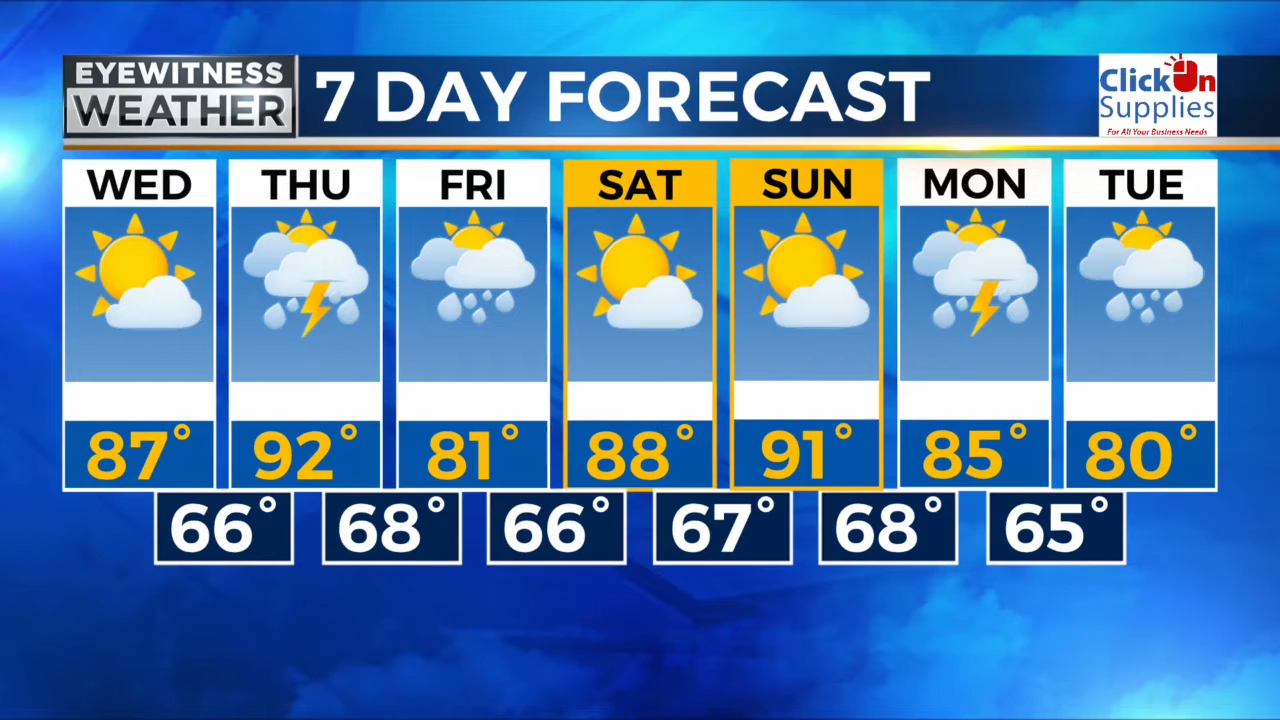 EYEWITNESS
WEATHER
7 DAY FORECAST
ClickOn
Supplies
For All Your Business Needs
WED THU FRI SAT SUN MON TUE
87° 92° 81° 88° 91° 85° 80°
66° 68° 66° 67° 68° 65°